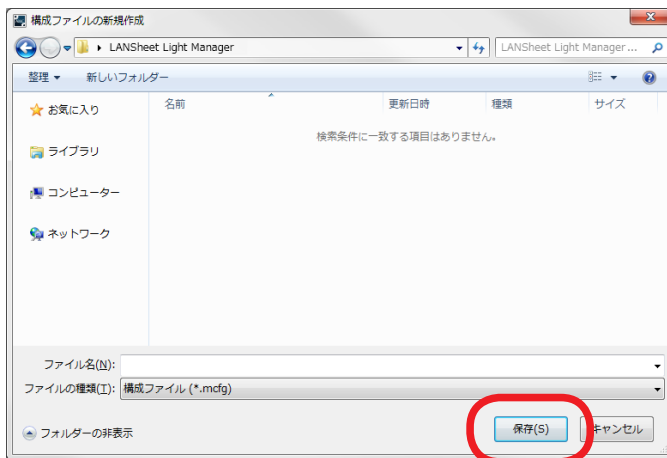 構成ファイルの新規作成
LANSheet Light Manager
LANSheet Light Manager...
整理 新しいフォルダー
名前 更新日時 種類 サイズ
お気に入り
検索条件に一致する項目はありません。
ライブラリ
コンピューター
ネットワーク
ファイル名(N):
ファイルの種類(T): 構成ファイル (*.mcfg)
フォルダーの非表示 保存(S) キャンセル